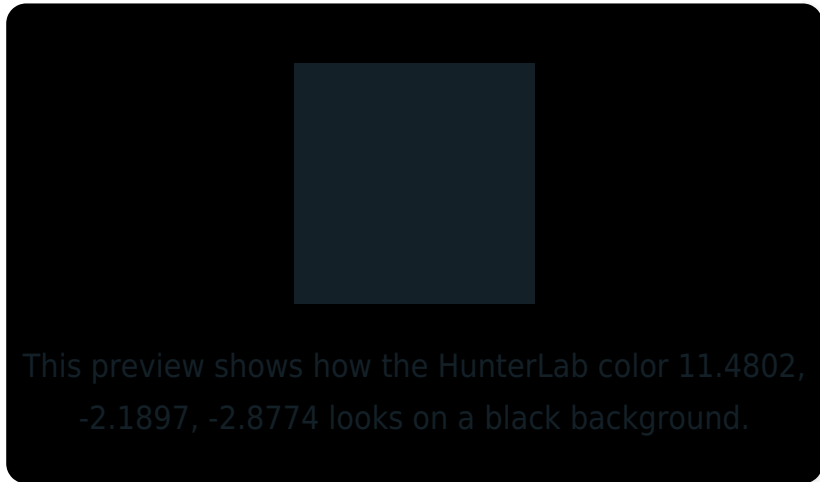 This preview shows how the HunterLab color 11.4802,
-2.1897, -2.8774 looks on a black background.